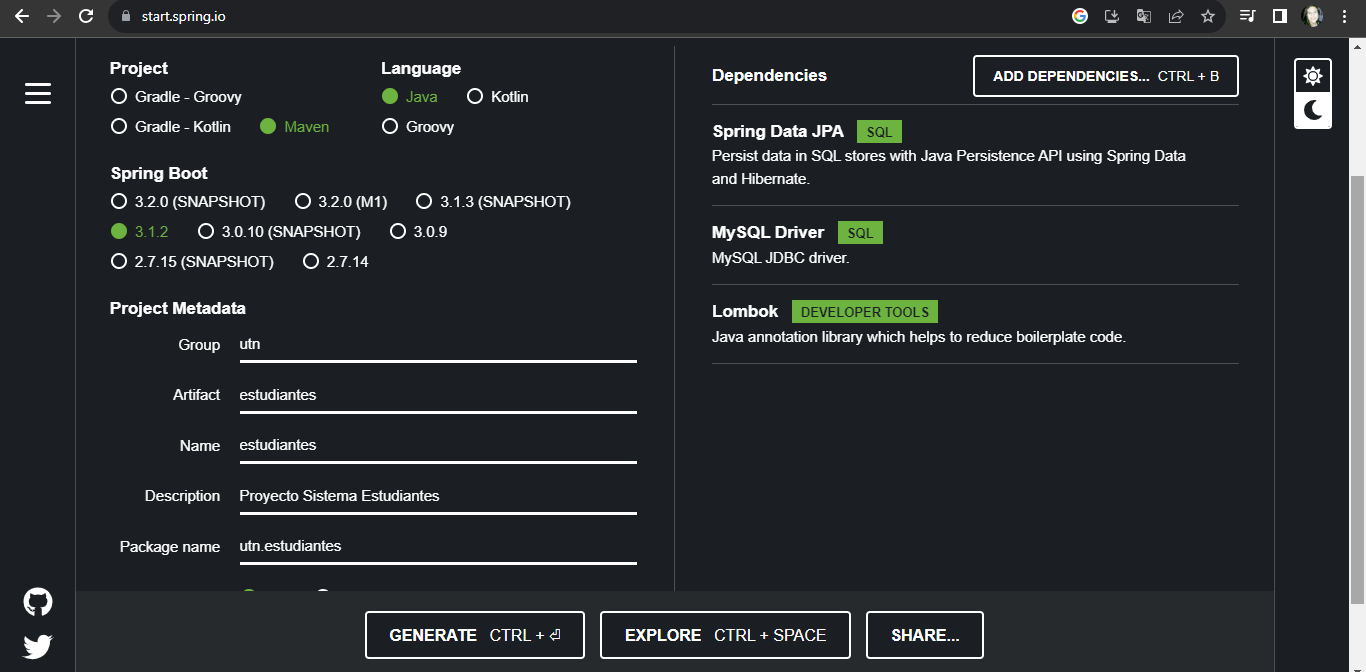 start.spring.io
Project
Gradle - Groovy
Gradle - Kotlin Maven
Language
Java Kotlin
Groovy
Spring Boot
3.2.0 (SNAPSHOT) 3.2.0 (M1) 3.1.3 (SNAPSHOT)
3.1.2 3.0.10 (SNAPSHOT) 3.0.9
2.7.15 (SNAPSHOT) 2.7.14
Project Metadata
Group utn
Artifact estudiantes
Name estudiantes
Description Proyecto Sistema Estudiantes
Package name utn.estudiantes
Dependencies
ADD DEPENDENCIES... CTRL + B
Spring Data JPA SQL
Persist data in SQL stores with Java Persistence API using Spring Data
and Hibernate.
MySQL Driver SQL
MySQL JDBC driver.
Lombok DEVELOPER TOOLS
Java annotation library which helps to reduce boilerplate code.
GENERATE CTRL + ⏎
EXPLORE CTRL + SPACE
SHARE...